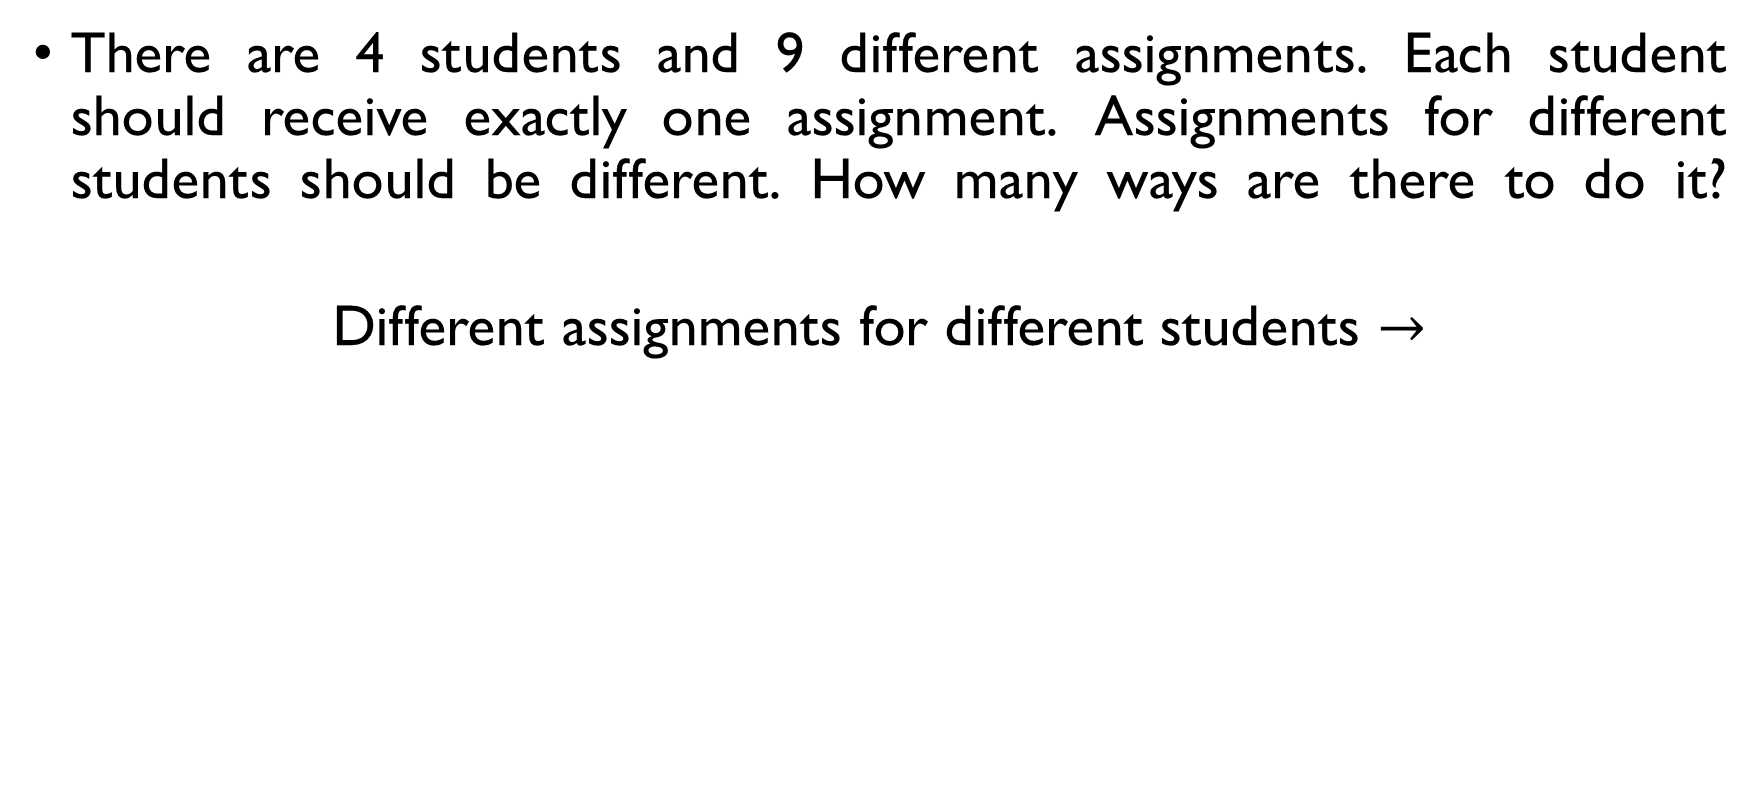 • There are 4 students and 9 different assignments. Each student
should receive exactly one assignment. Assignments for different
students should be different. How many ways are there to do it?
Different assignments for different students →